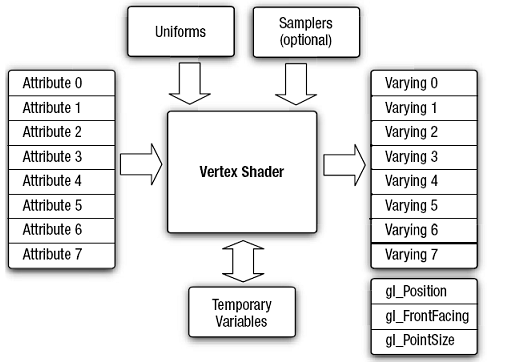 Uniforms
Samplers
(optional)
Attribute 0
Attribute 1
Attribute 2
Attribute 3
Attribute 4
Attribute 5
Attribute 6
Attribute 7
Vertex Shader
Varying 0
Varying 1
Varying 2
Varying 3
Varying 4
Varying 5
Varying 6
Varying 7
Temporary
Variables
gl_Position
gl_FrontFacing
gl_PointSize